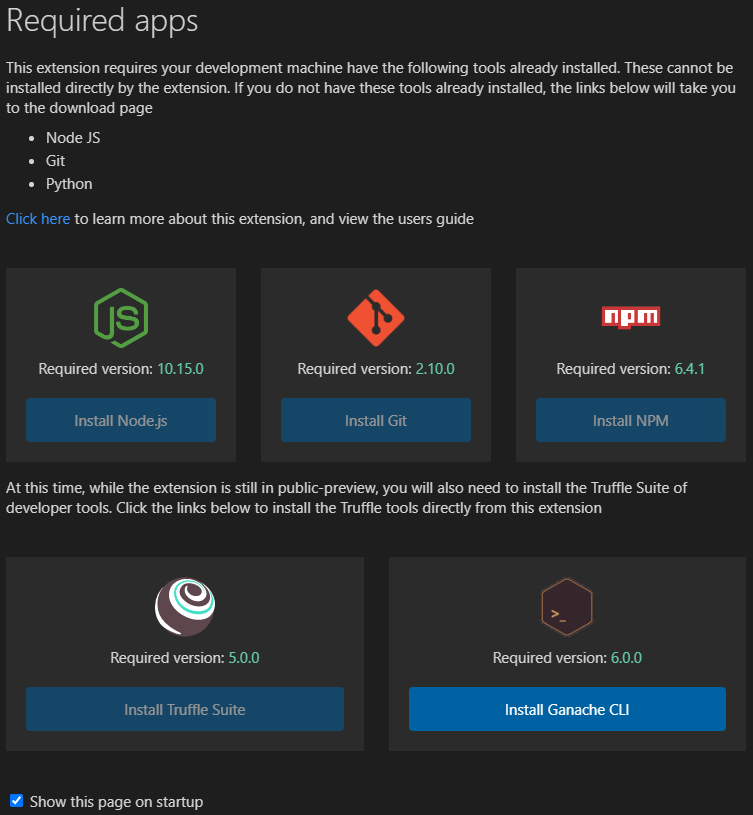 Required apps
This extension requires your development machine have the following tools already installed. These cannot be
installed directly by the extension. If you do not have these tools already installed, the links below will take you
to the download page
• Node JS
• Git
• Python
Click here to learn more about this extension, and view the users guide
JS
npm
Required version: 10.15.0
Required version: 2.10.0
Required version: 6.4.1
Install Node.js
Install Git
Install NPM
At this time, while the extension is still in public-preview, you will also need to install the Truffle Suite of
developer tools. Click the links below to install the Truffle tools directly from this extension
>_
Required version: 5.0.0
Required version: 6.0.0
Install Truffle Suite
Install Ganache CLI
Show this page on startup